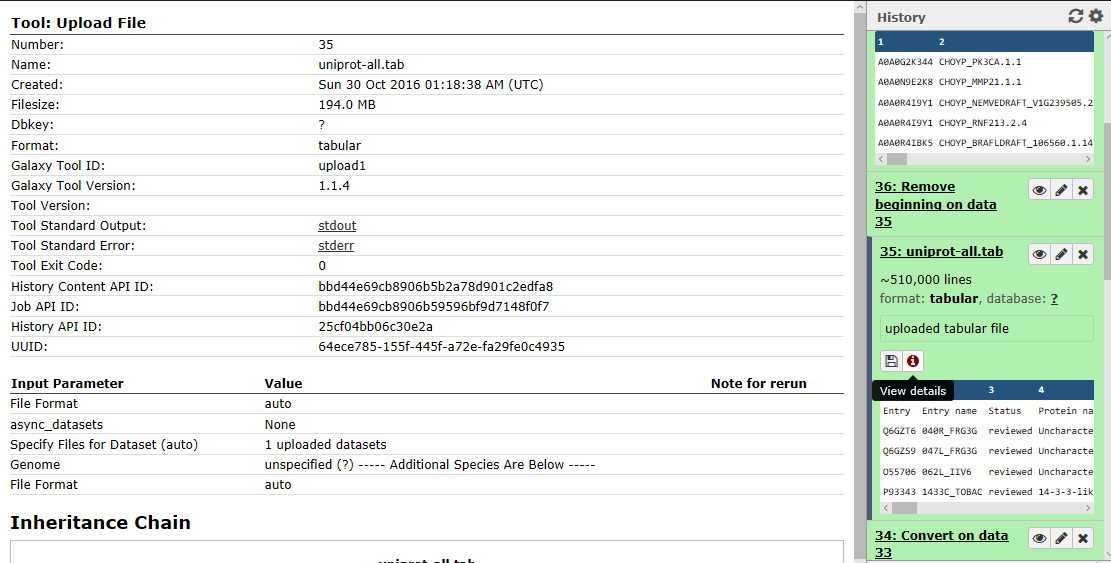 Tool: Upload File
Number: 35
Name: uniprot-all.tab
Created: Sun 30 Oct 2016 01:18:38 AM (UTC)
Filesize: 194.0 MB
Dbkey: ?
Format: tabular
Galaxy Tool ID: upload1
Galaxy Tool Version: 1.1.4
Tool Version:
Tool Standard Output: stdout
Tool Standard Error: stderr
Tool Exit Code: 0
History Content API ID: bbd44e69cb8906b5b2a78d901c2edfa8
Job API ID: bbd44e69cb8906b59596bf9d7148f0f7
History API ID: 25cf04bb06c30e2a
UUID: 64ece785-155f-445f-a72e-fa29fe0c4935
Input Parameter Value Note for rerun
File Format auto
async_datasets None
Specify Files for Dataset (auto) 1 uploaded datasets
Genome unspecified (?) ----- Additional Species Are Below -----
File Format auto
Inheritance Chain
uniprot-all.tab
History
1 2
A0A0G2K344 CHOYP_PK3CA.1.1
A0A0N9E2K8 CHOYP_MMP21.1.1
A0A0R4I9Y1 CHOYP_NEMVEDRAFT_V1G239505.2
A0A0R4I9Y1 CHOYP_RNF213.2.4
A0A0R4IBK5 CHOYP_BRAFLDRAFT_106560.1.14
36: Remove
beginning on data
35
35: uniprot-all.tab
~510,000 lines
format: tabular, database: ?
uploaded tabular file
View details
3 4
Entry Entry name Status Protein na
Q6GZT6 040R_FRG3G reviewed Uncharacte
Q6GZS9 047L_FRG3G reviewed Uncharacte
O55706 062L_IIV6 reviewed Uncharacte
P93343 1433C_TOBAC reviewed 14-3-3-lik
34: Convert on data
33